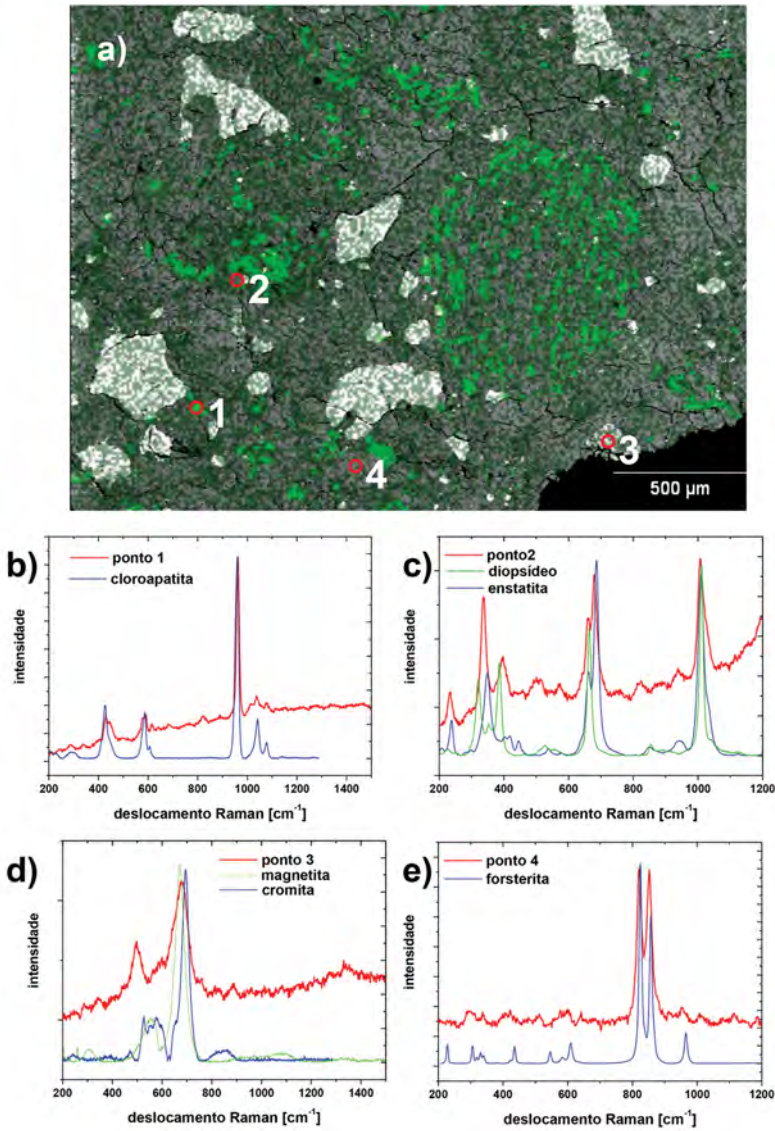 a)
2
1
4
3
500 µm
b)
ponto 1
cloroapatita
intensidade
200 400 600 800 1000 1200 1400
deslocamento Raman [cm⁻¹]
c)
ponto2
diopsídeo
enstatita
intensidade
200 400 600 800 1000 1200
deslocamento Raman [cm⁻¹]
d)
ponto 3
magnetita
cromita
intensidade
200 400 600 800 1000 1200 1400
deslocamento Raman [cm⁻¹]
e)
ponto 4
forsterita
intensidade
200 400 600 800 1000 1200
deslocamento Raman [cm⁻¹]